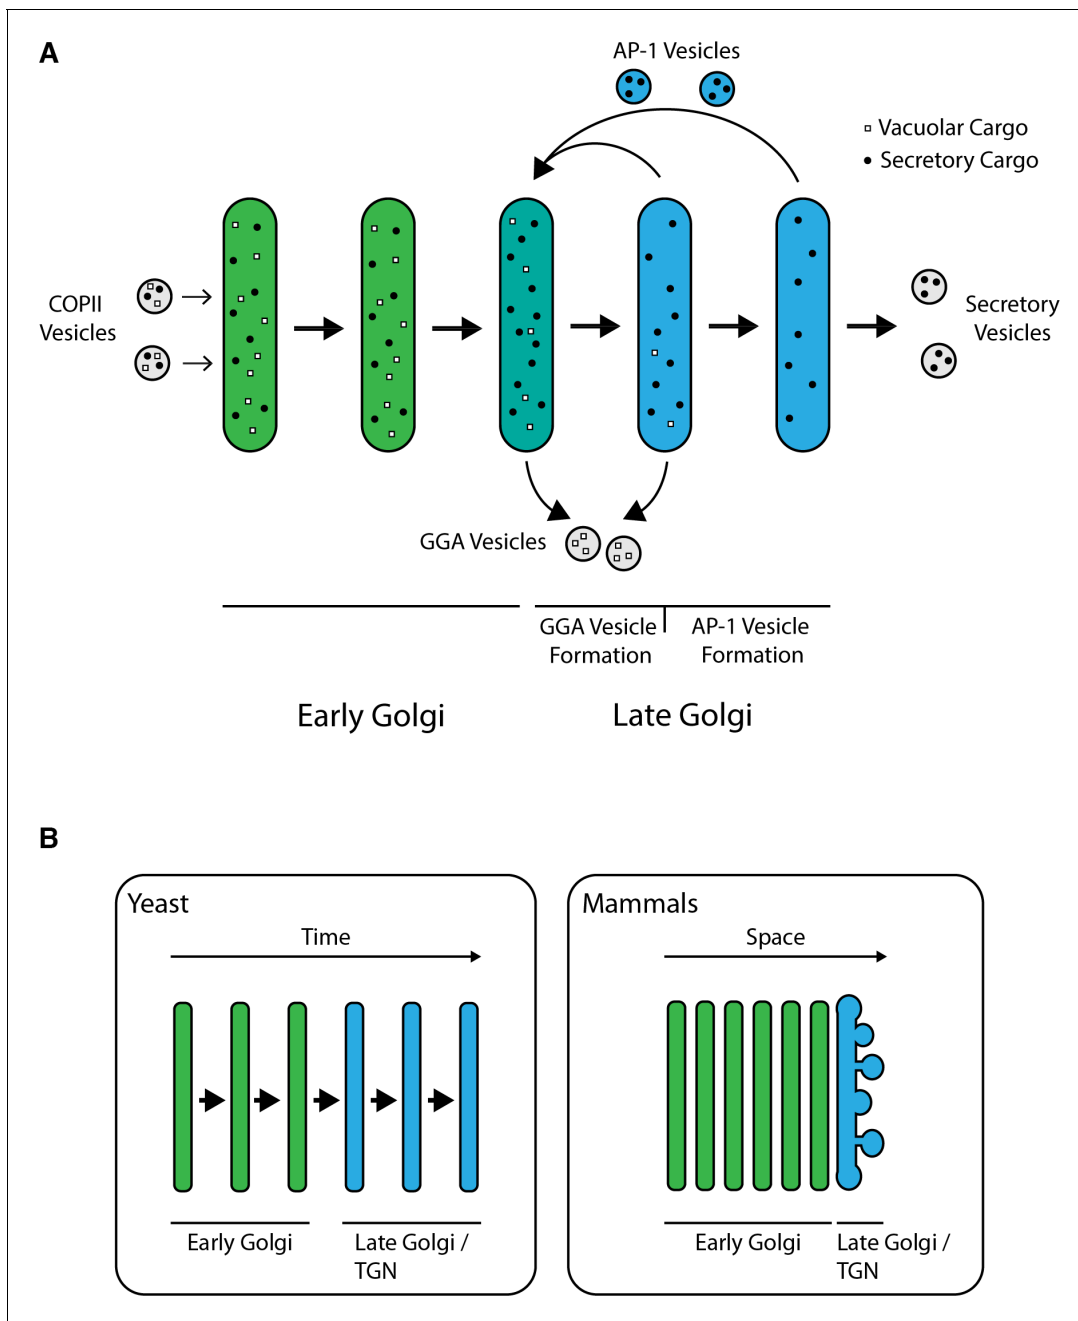 A
AP-1 Vesicles
Vacuolar Cargo
Secretory Cargo
COPII
Vesicles
Secretory
Vesicles
GGA Vesicles
GGA Vesicle
Formation
AP-1 Vesicle
Formation
Early Golgi
Late Golgi
B
Yeast
Time
Early Golgi
Late Golgi /
TGN
Mammals
Space
Early Golgi
Late Golgi /
TGN